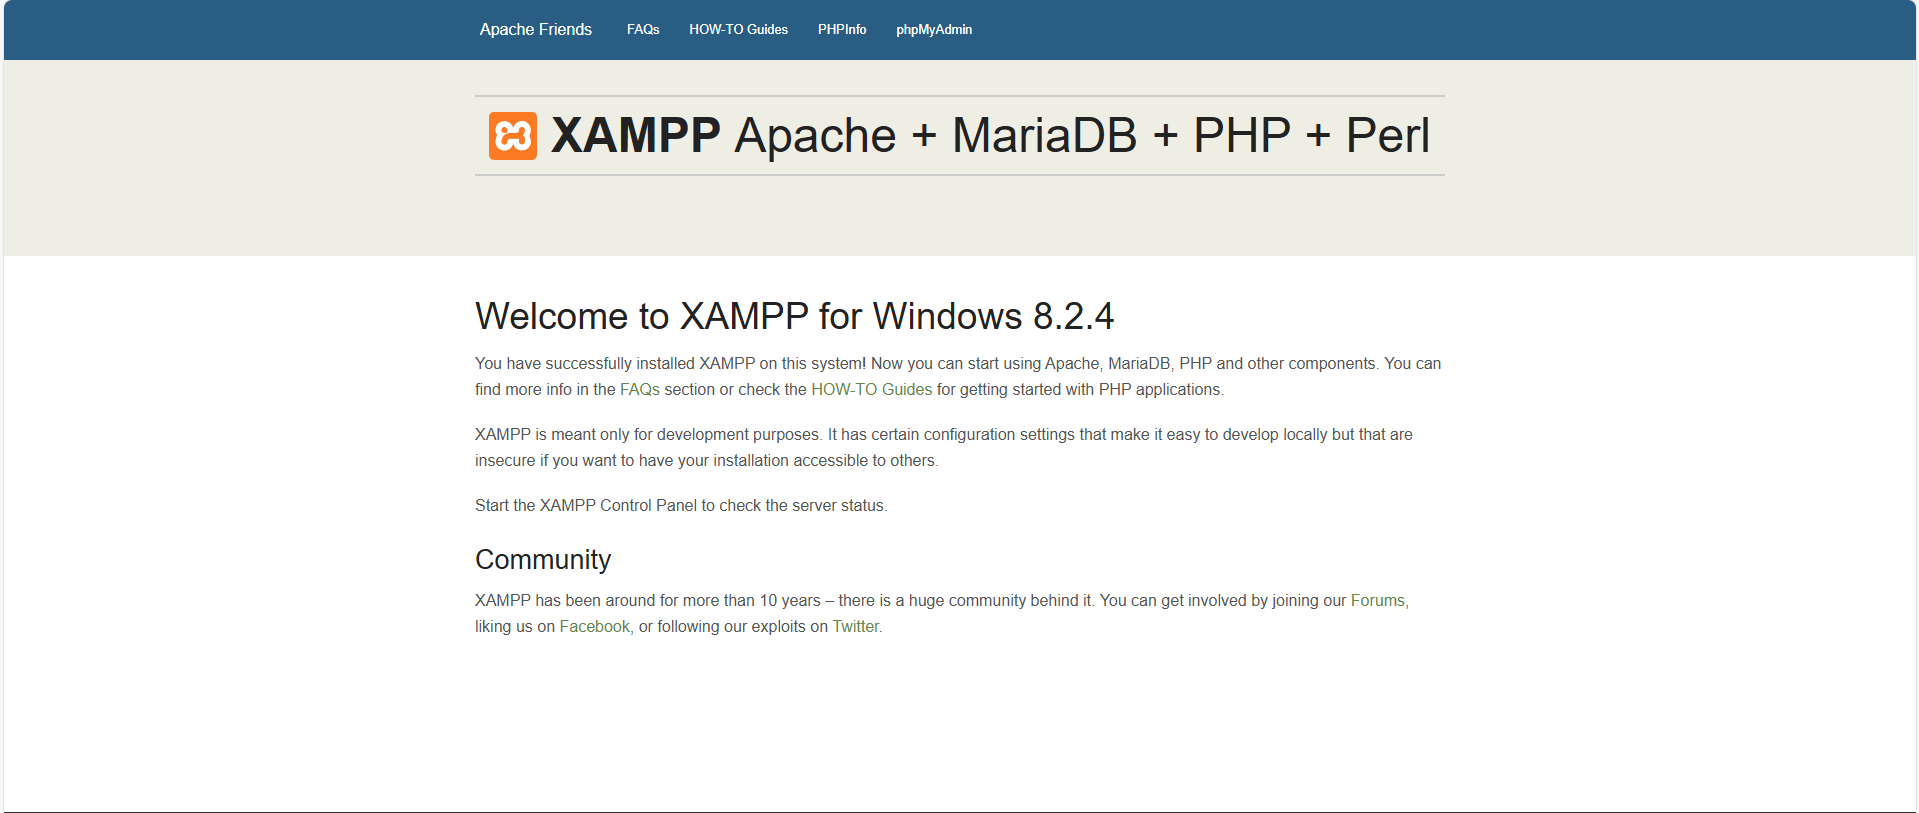 Apache Friends FAQs HOW-TO Guides PHPInfo phpMyAdmin
XAMPP Apache + MariaDB + PHP + Perl
Welcome to XAMPP for Windows 8.2.4
You have successfully installed XAMPP on this system! Now you can start using Apache, MariaDB, PHP and other components. You can
find more info in the FAQs section or check the HOW-TO Guides for getting started with PHP applications.
XAMPP is meant only for development purposes. It has certain configuration settings that make it easy to develop locally but that are
insecure if you want to have your installation accessible to others.
Start the XAMPP Control Panel to check the server status.
Community
XAMPP has been around for more than 10 years – there is a huge community behind it. You can get involved by joining our Forums,
liking us on Facebook, or following our exploits on Twitter.